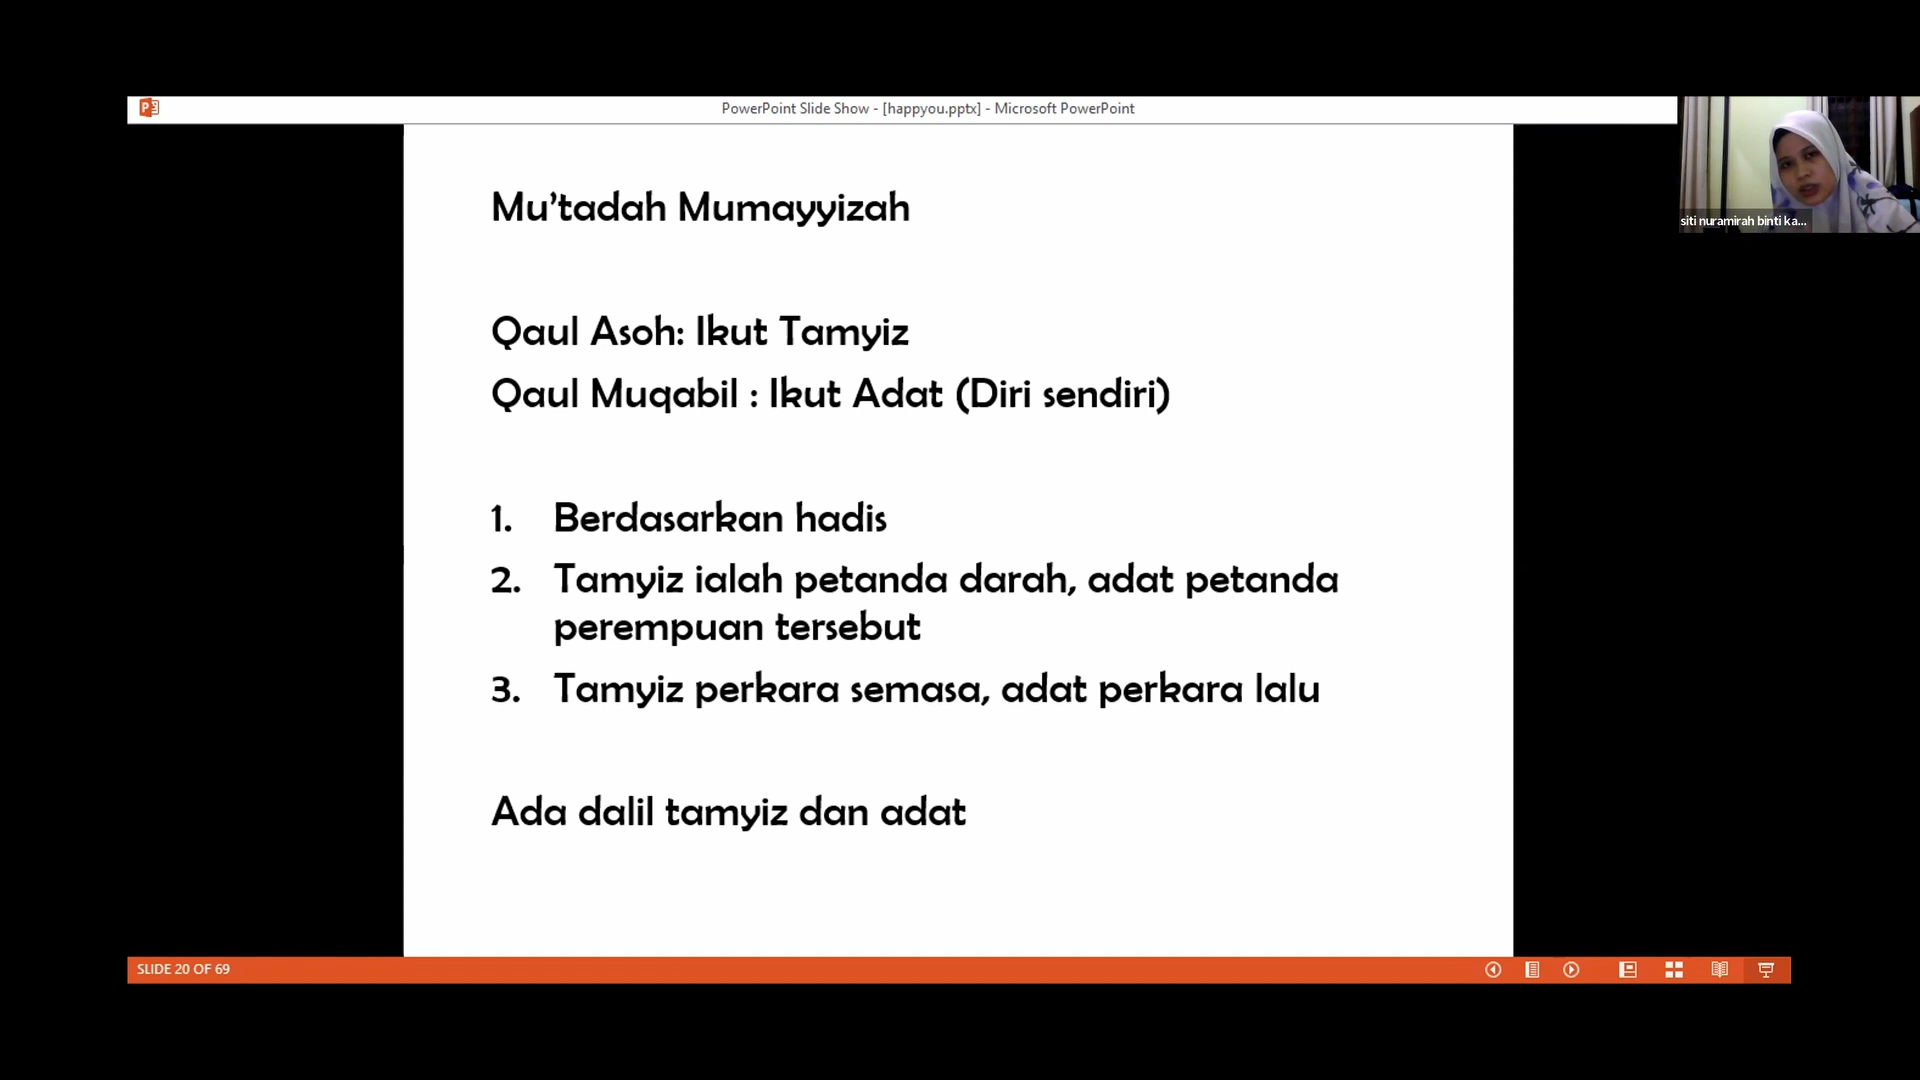 PowerPoint Slide Show - [happyou.pptx] - Microsoft PowerPoint
siti nuramirah binti ka...
Mu'tadah Mumayyizah
Qaul Asoh: Ikut Tamyiz
Qaul Muqabil : Ikut Adat (Diri sendiri)
1. Berdasarkan hadis
2. Tamyiz ialah petanda darah, adat petanda
perempuan tersebut
3. Tamyiz perkara semasa, adat perkara lalu
Ada dalil tamyiz dan adat
SLIDE 20 OF 69